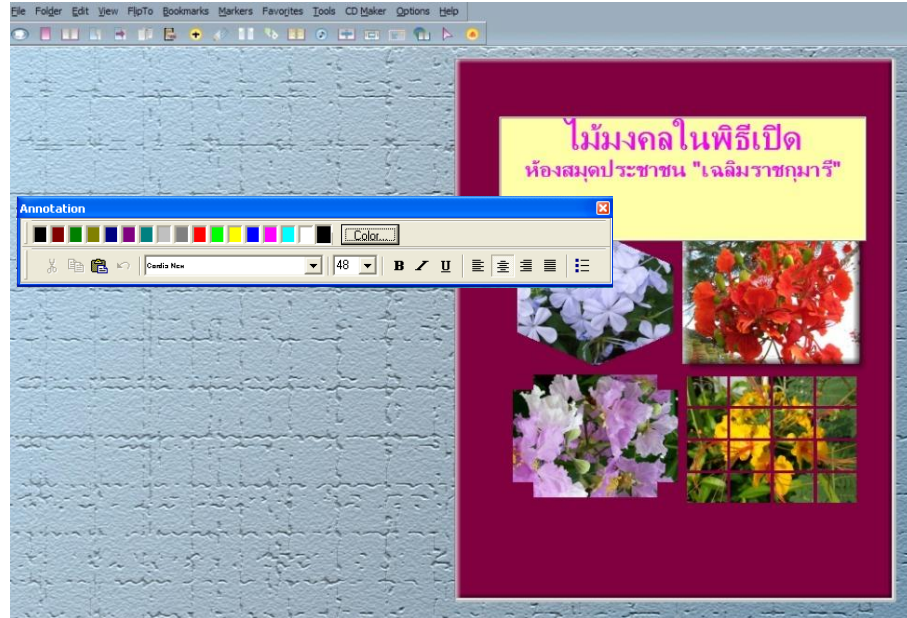 File Folder Edit View FlipTo Bookmarks Markers Favorites Tools CD Maker Options Help
ไม้มงคลในพิธีเปิด
ห้องสมุดประชาชน "เฉลิมราชกุมารี"
Annotation
Color...
Cordia New 48 B I U